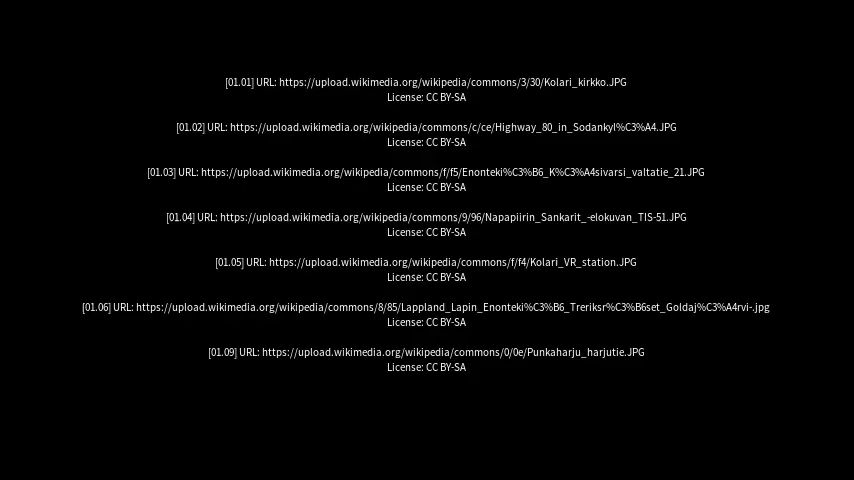 [01.01] URL: https://upload.wikimedia.org/wikipedia/commons/3/30/Kolari_kirkko.JPG
License: CC BY-SA
[01.02] URL: https://upload.wikimedia.org/wikipedia/commons/c/ce/Highway_80_in_Sodankyl%C3%A4.JPG
License: CC BY-SA
[01.03] URL: https://upload.wikimedia.org/wikipedia/commons/f/f5/Enonteki%C3%B6_K%C3%A4sivarsi_valtatie_21.JPG
License: CC BY-SA
[01.04] URL: https://upload.wikimedia.org/wikipedia/commons/9/96/Napapiirin_Sankarit_-elokuvan_TIS-51.JPG
License: CC BY-SA
[01.05] URL: https://upload.wikimedia.org/wikipedia/commons/f/f4/Kolari_VR_station.JPG
License: CC BY-SA
[01.06] URL: https://upload.wikimedia.org/wikipedia/commons/8/85/Lappland_Lapin_Enonteki%C3%B6_Treriksr%C3%B6set_Goldaj%C3%A4rvi-.jpg
License: CC BY-SA
[01.09] URL: https://upload.wikimedia.org/wikipedia/commons/0/0e/Punkaharju_harjutie.JPG
License: CC BY-SA